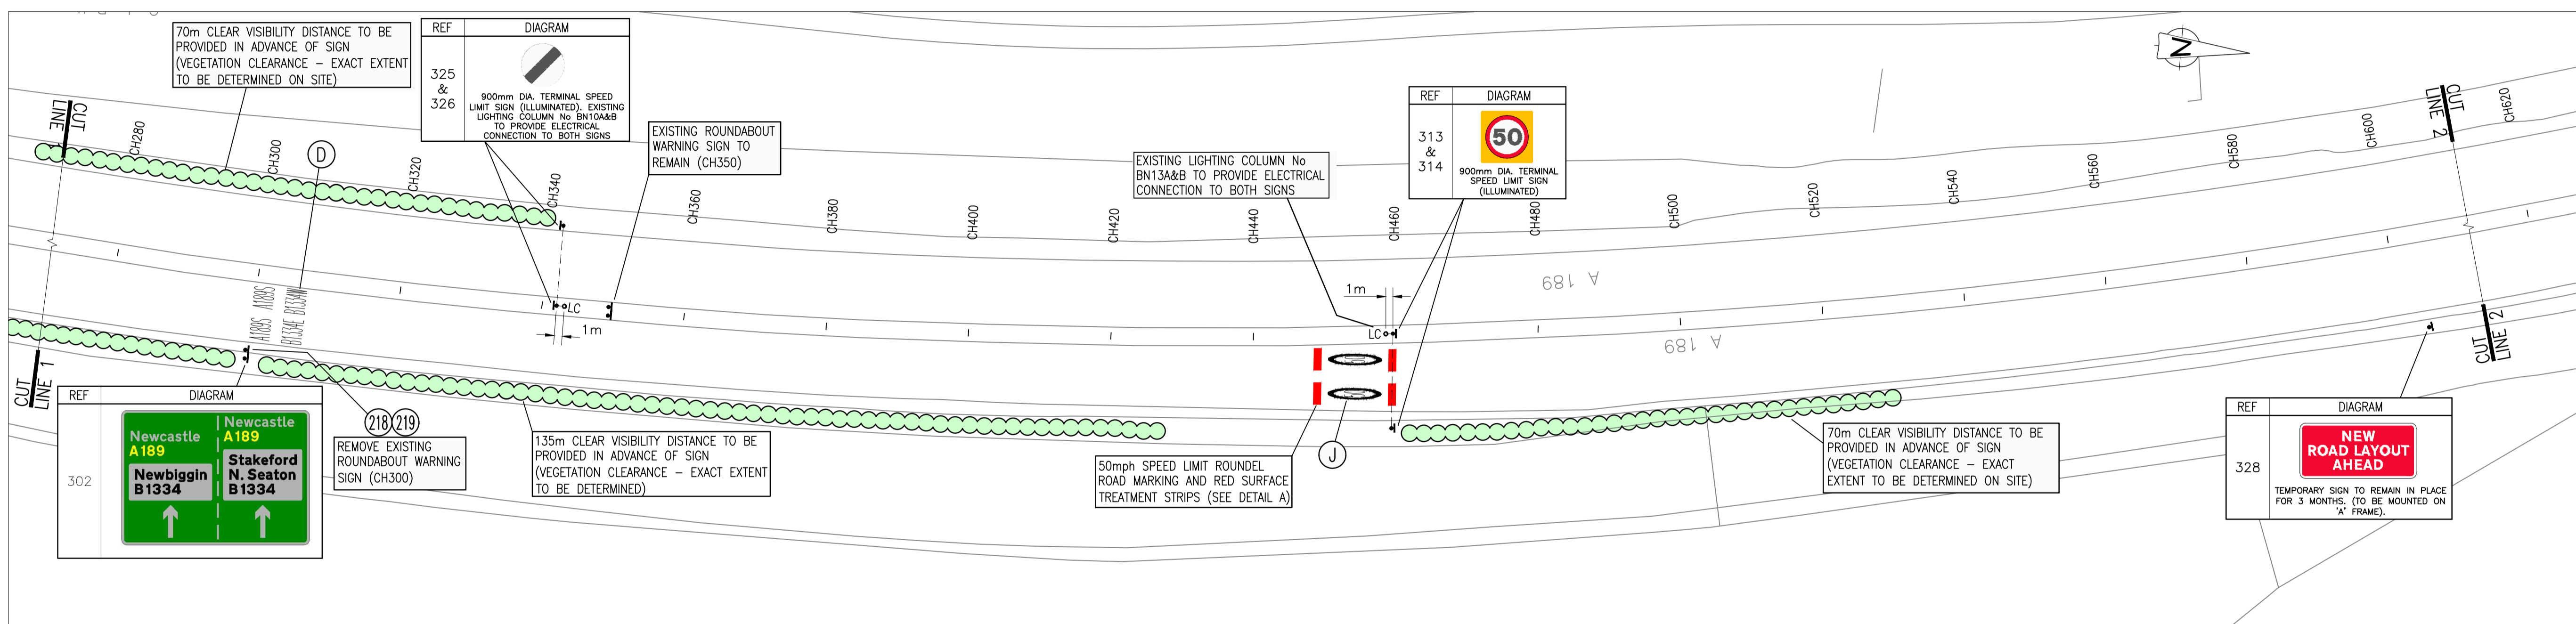 70m CLEAR VISIBILITY DISTANCE TO BE
PROVIDED IN ADVANCE OF SIGN
(VEGETATION CLEARANCE – EXACT EXTENT
TO BE DETERMINED ON SITE)
REF DIAGRAM
325
&
326
900mm DIA. TERMINAL SPEED
LIMIT SIGN (ILLUMINATED). EXISTING
LIGHTING COLUMN No BN10A&B
TO PROVIDE ELECTRICAL
CONNECTION TO BOTH SIGNS
EXISTING ROUNDABOUT
WARNING SIGN TO
REMAIN (CH350)
EXISTING LIGHTING COLUMN No
BN13A&B TO PROVIDE ELECTRICAL
CONNECTION TO BOTH SIGNS
REF DIAGRAM
313
&
314
50
900mm DIA. TERMINAL
SPEED LIMIT SIGN
(ILLUMINATED)
N
CUT
LINE
CUT
LINE 2
CH280
CH300
CH320
CH340
CH360
CH380
CH400
CH420
CH440
CH460
CH480
CH500
CH520
CH540
CH560
CH580
CH600
CH620
D
A 189
A 189
A189S A189S
B1334E B1334W
LC
1m
1m
LC
CUT
LINE 1
CUT
LINE 2
REF DIAGRAM
302
Newcastle
A189
Newbiggin
B1334
Newcastle
A189
Stakeford
N. Seaton
B1334
218 219
REMOVE EXISTING
ROUNDABOUT WARNING
SIGN (CH300)
135m CLEAR VISIBILITY DISTANCE TO BE
PROVIDED IN ADVANCE OF SIGN
(VEGETATION CLEARANCE – EXACT EXTENT
TO BE DETERMINED)
50mph SPEED LIMIT ROUNDEL
ROAD MARKING AND RED SURFACE
TREATMENT STRIPS (SEE DETAIL A)
J
70m CLEAR VISIBILITY DISTANCE TO BE
PROVIDED IN ADVANCE OF SIGN
(VEGETATION CLEARANCE – EXACT
EXTENT TO BE DETERMINED ON SITE)
REF DIAGRAM
328
NEW
ROAD LAYOUT
AHEAD
TEMPORARY SIGN TO REMAIN IN PLACE
FOR 3 MONTHS. (TO BE MOUNTED ON
'A' FRAME).